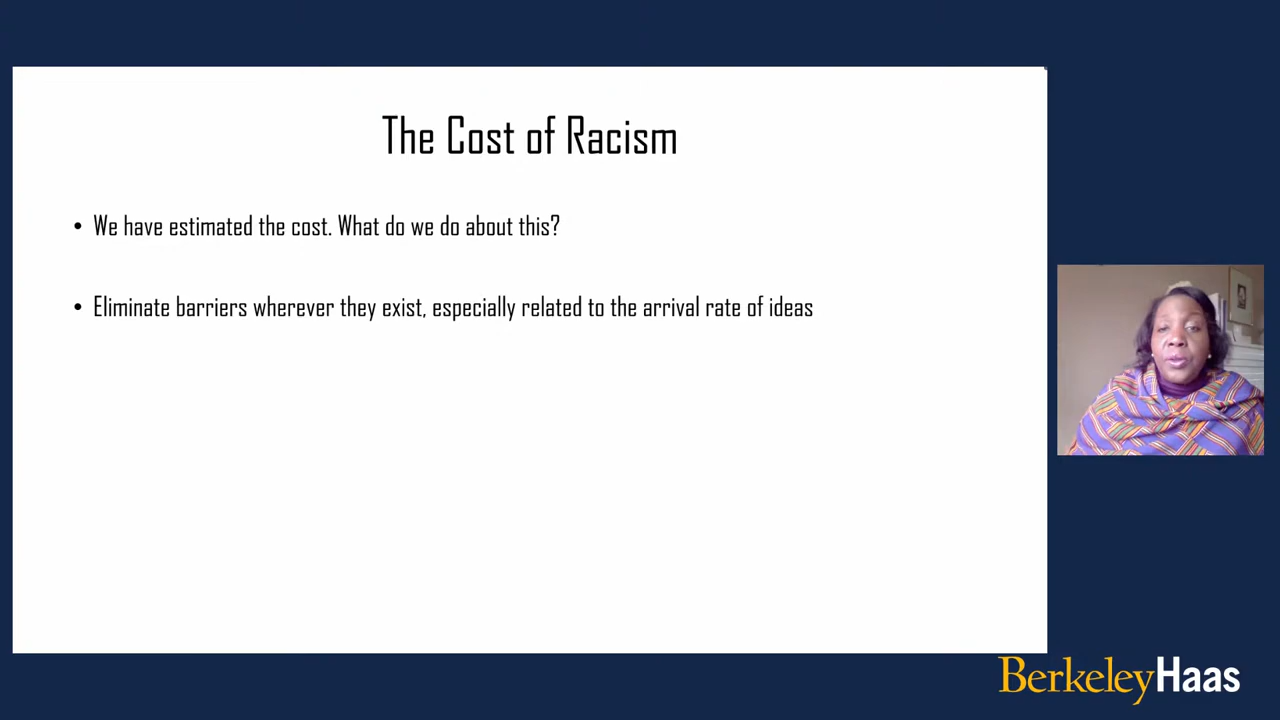 The Cost of Racism
• We have estimated the cost. What do we do about this?
• Eliminate barriers wherever they exist, especially related to the arrival rate of ideas
BerkeleyHaas